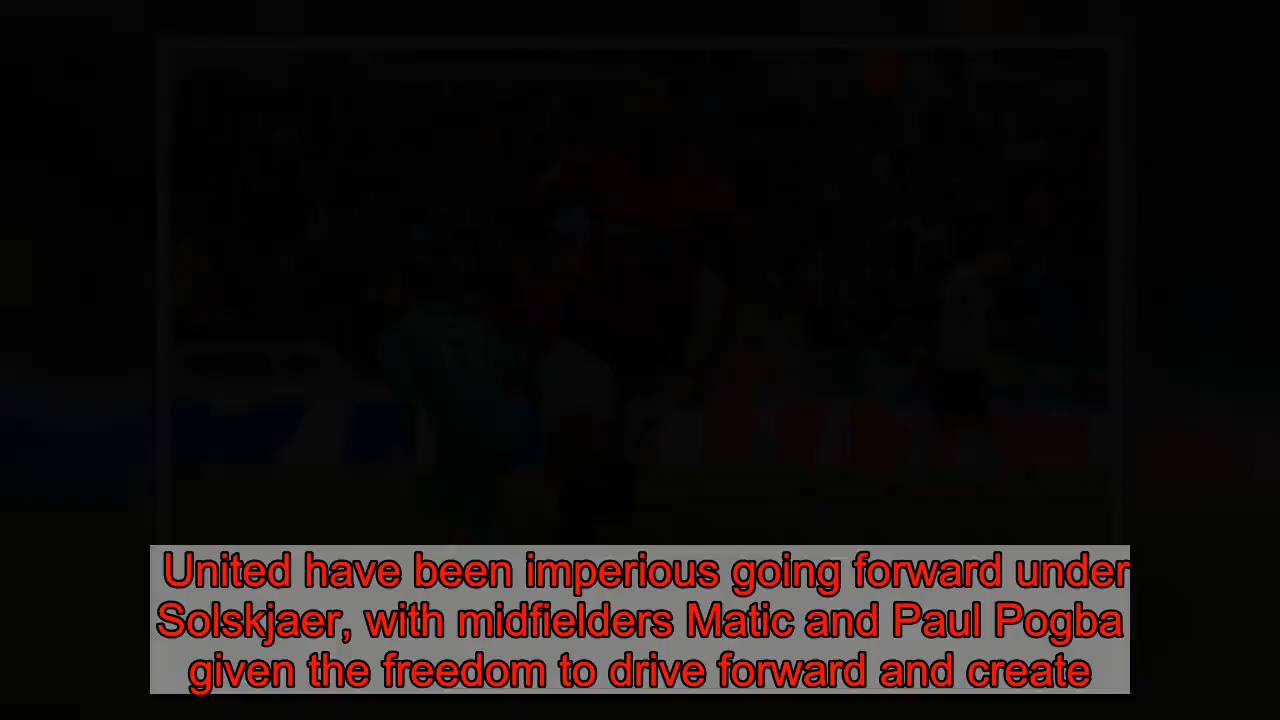 United have been imperious going forward under
Solskjaer, with midfielders Matic and Paul Pogba
given the freedom to drive forward and create